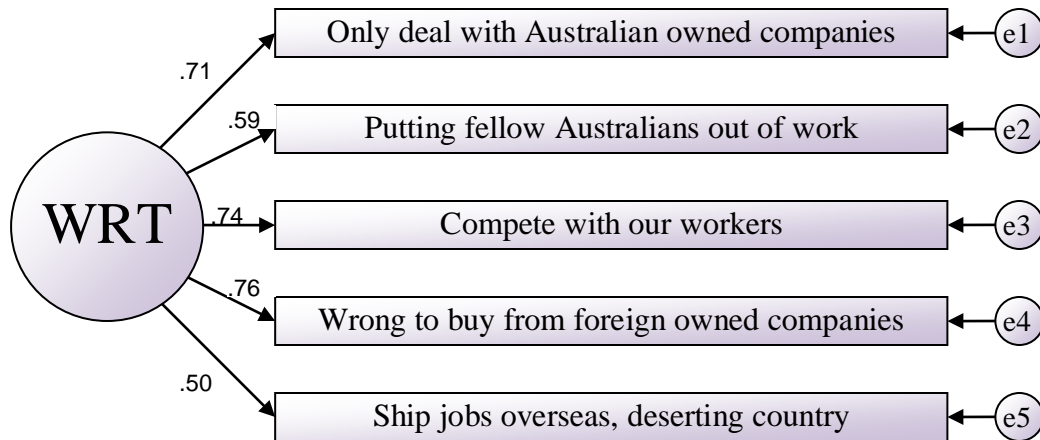 Only deal with Australian owned companies
e1
.71
.59
Putting fellow Australians out of work
e2
WRT
.74
Compete with our workers
e3
.76
Wrong to buy from foreign owned companies
e4
.50
Ship jobs overseas, deserting country
e5